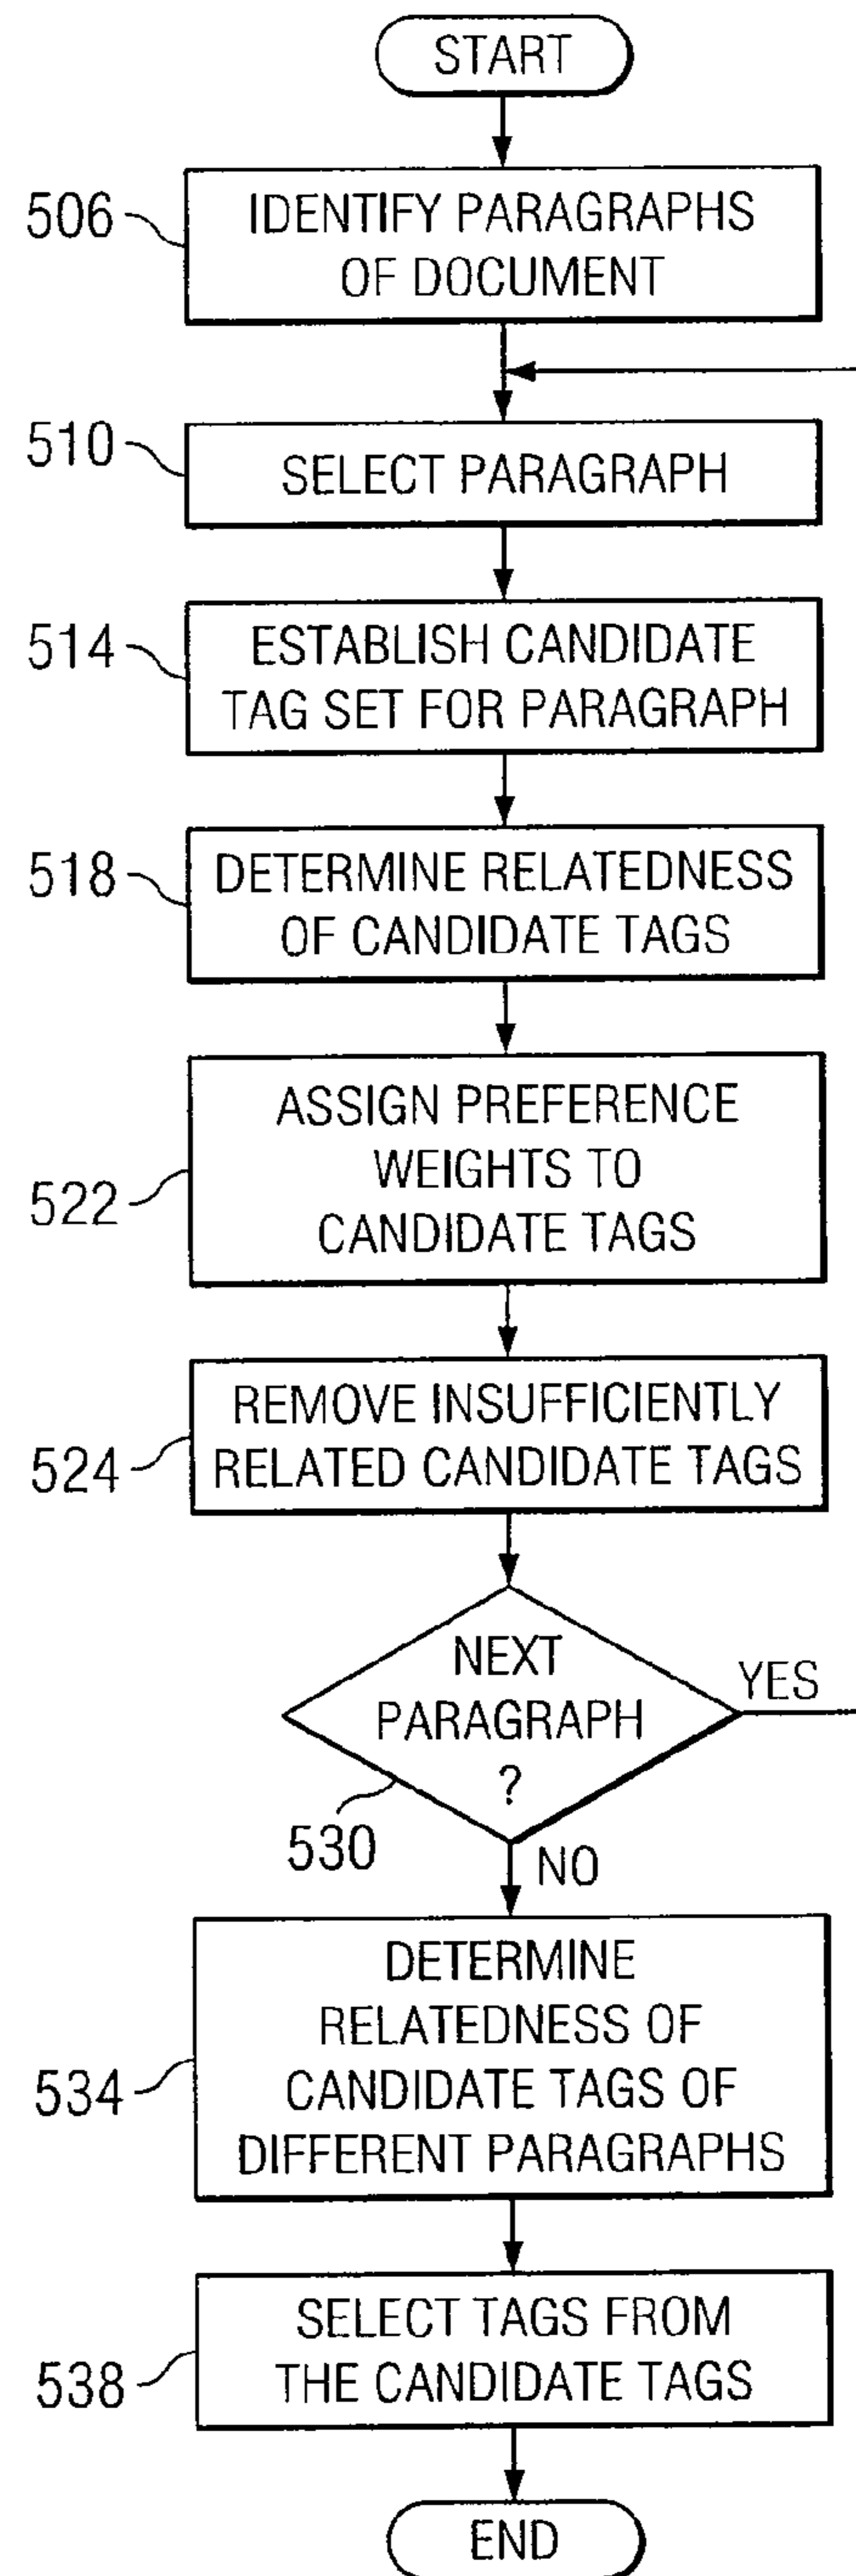 START
506
IDENTIFY PARAGRAPHS
OF DOCUMENT
510
SELECT PARAGRAPH
514
ESTABLISH CANDIDATE
TAG SET FOR PARAGRAPH
518
DETERMINE RELATEDNESS
OF CANDIDATE TAGS
522
ASSIGN PREFERENCE
WEIGHTS TO
CANDIDATE TAGS
524
REMOVE INSUFFICIENTLY
RELATED CANDIDATE TAGS
NEXT
PARAGRAPH
?
YES
530
NO
534
DETERMINE
RELATEDNESS OF
CANDIDATE TAGS OF
DIFFERENT PARAGRAPHS
538
SELECT TAGS FROM
THE CANDIDATE TAGS
END